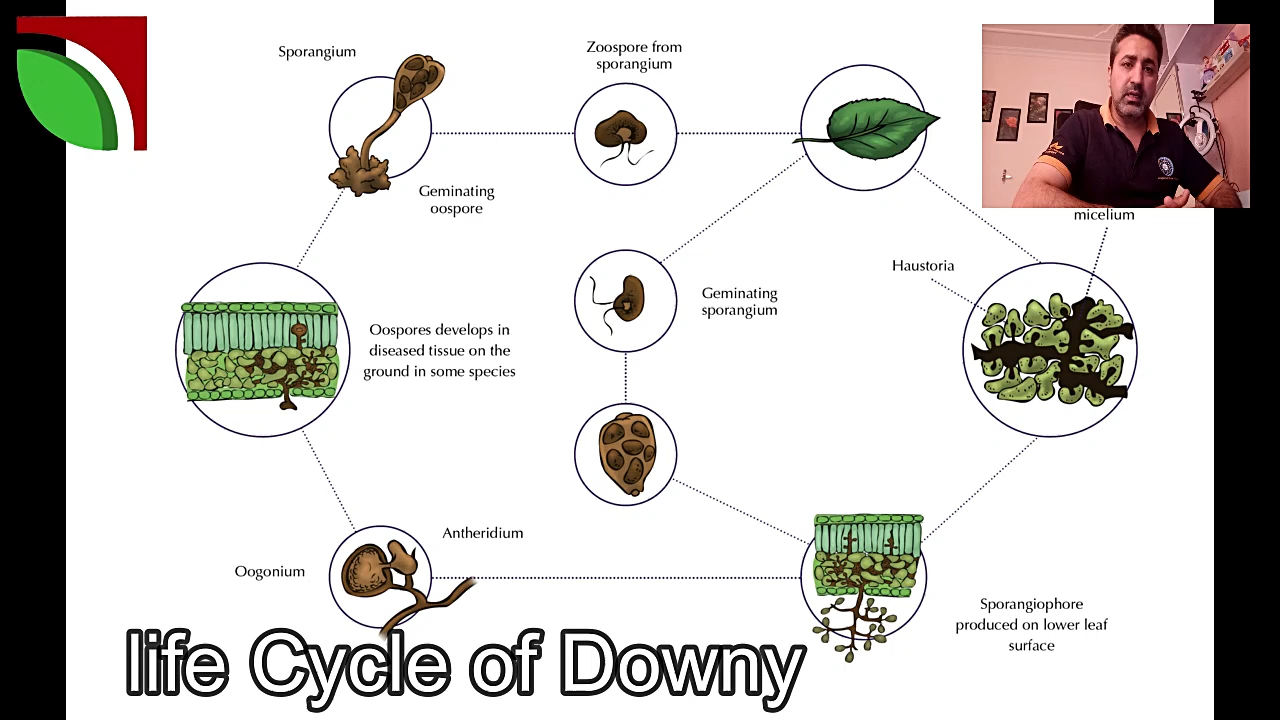 Sporangium
Zoospore from
sporangium
Geminating
oospore
micelium
Haustoria
Geminating
sporangium
Oospores develops in
diseased tissue on the
ground in some species
Antheridium
Oogonium
Sporangiophore
produced on lower leaf
surface
life Cycle of Downy